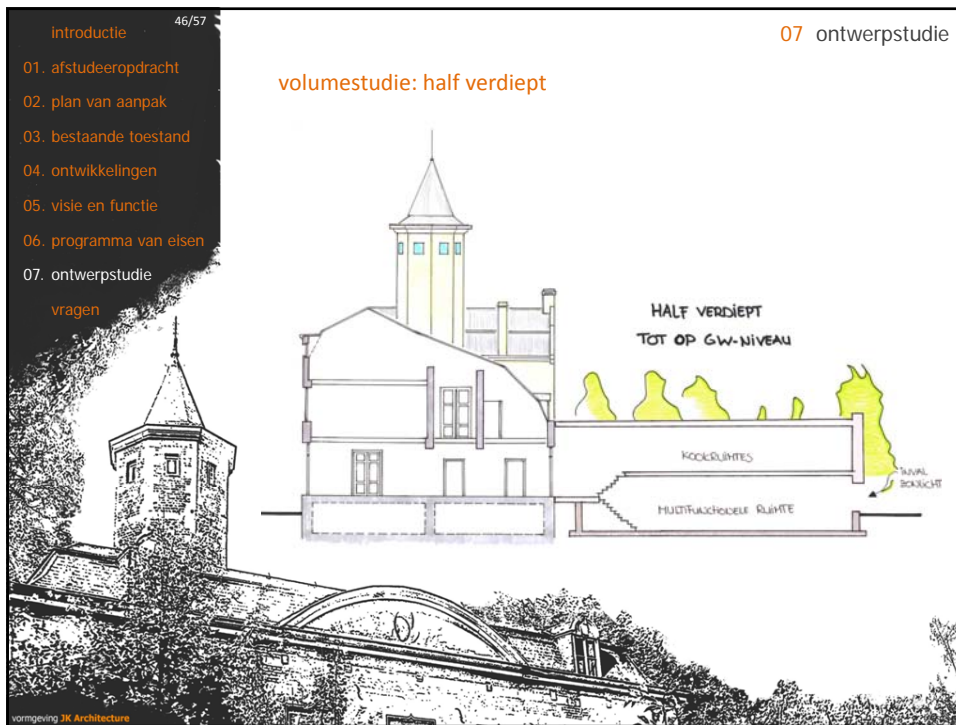 46/57
introductie
01. afstudeeropdracht
02. plan van aanpak
03. bestaande toestand
04. ontwikkelingen
05. visie en functie
06. programma van eisen
07. ontwerpstudie
vragen
07 ontwerpstudie
volumestudie: half verdiept
HALF VERDIEPT
TOT OP GW-NIVEAU
KOOKRUIMTES
INVAL
ZONLICHT
MULTIFUNCTIONELE RUIMTE
vormgeving JK Architecture